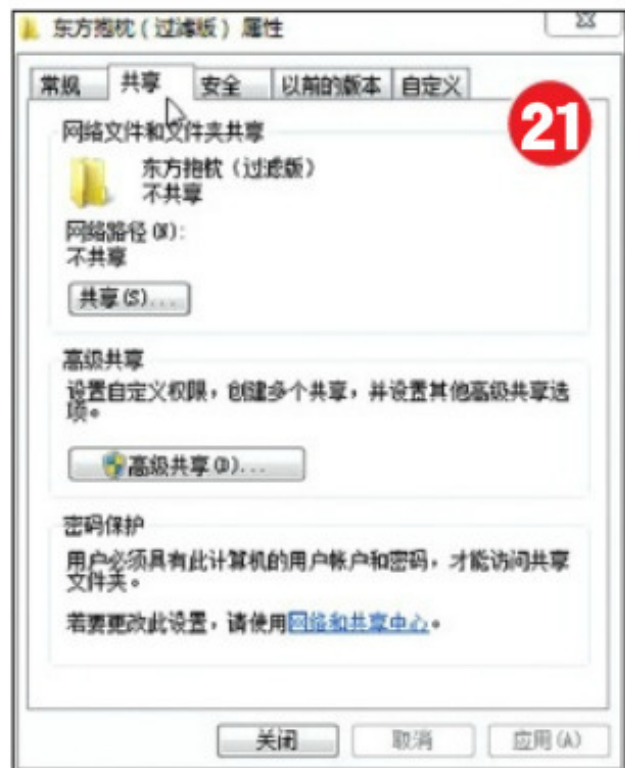 东方抱枕（过滤版） 属性
常规 共享 安全 以前的版本 自定义
21
网络文件和文件夹共享
东方抱枕（过滤版）
不共享
网络路径(N):
不共享
共享(S)...
高级共享
设置自定义权限，创建多个共享，并设置其他高级共享选
项。
高级共享(D)...
密码保护
用户必须具有此计算机的用户帐户和密码，才能访问共享
文件夹。
若要更改此设置，请使用网络和共享中心。
关闭 取消 应用(A)